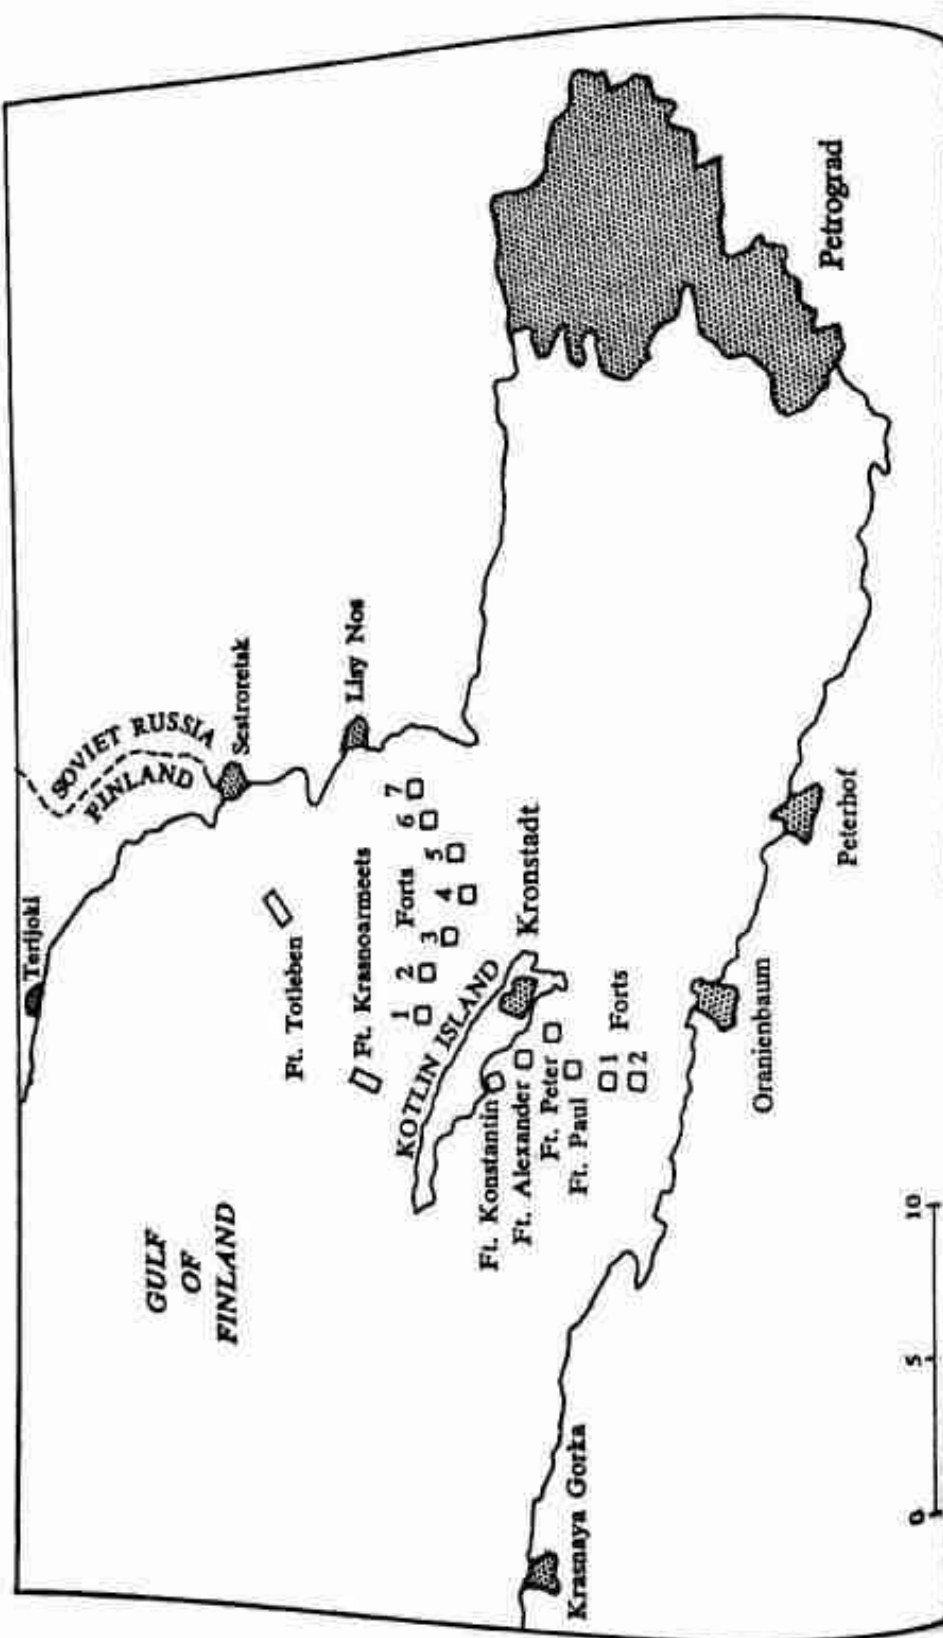 Terijoki
SOVIET RUSSIA
FINLAND
Sestroretak
GULF
OF
FINLAND
Ft. Totleben
Lisy Nos
Ft. Krasnoarmeets
Forts
1
2
3
4
5
6
7
KOTLIN ISLAND
Kronstadt
Ft. Konstantin
Ft. Alexander
Ft. Peter
Ft. Paul
1
2
Forts
Petrograd
Krasnaya Gorka
Oranienbaum
Peterhof
0
5
10